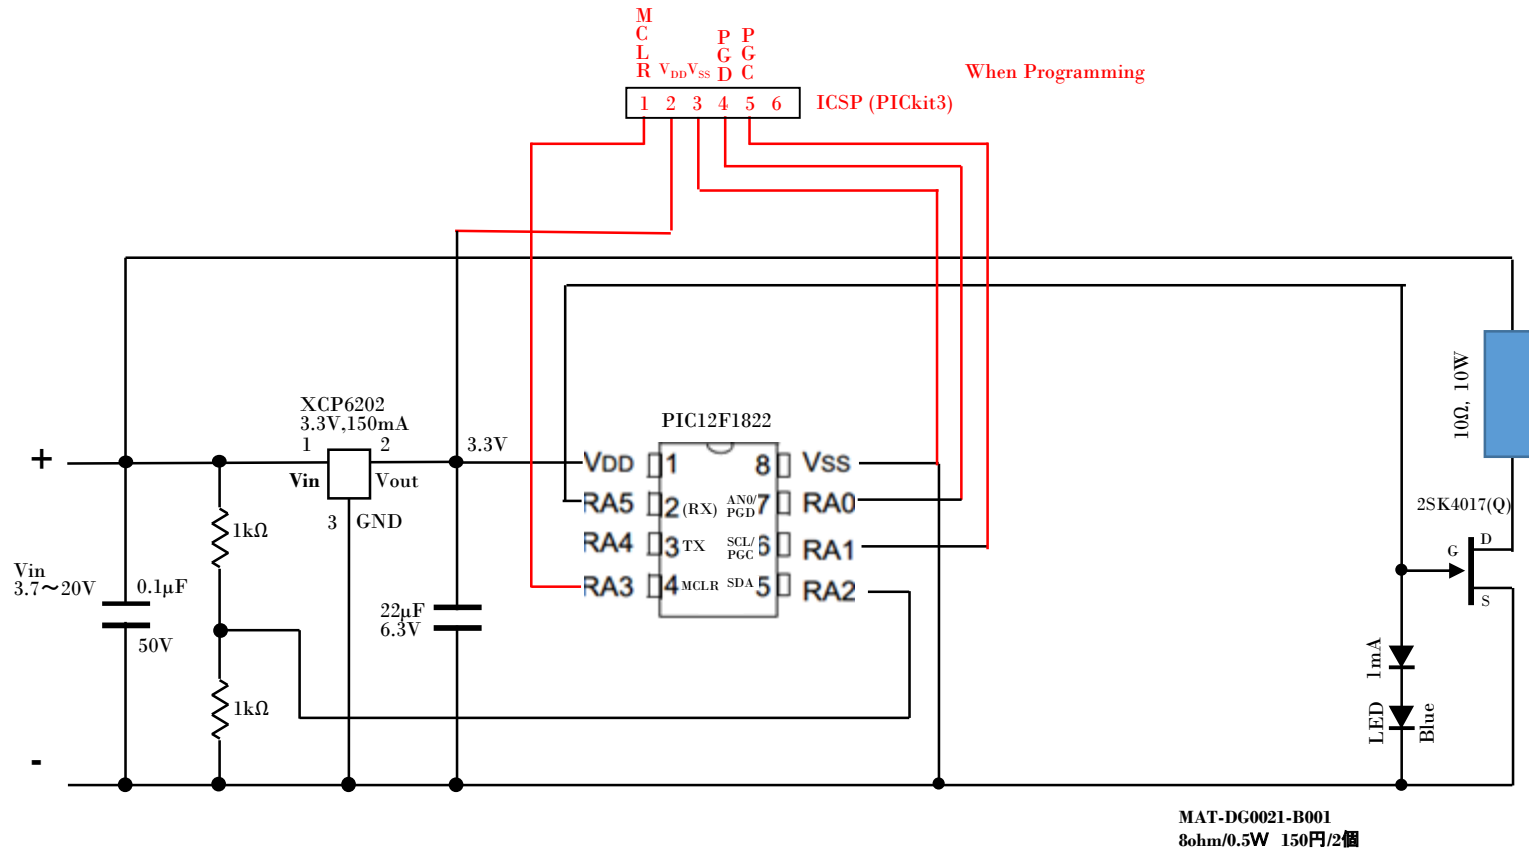 MCLR
VDD
VSS
PGD
PGC
When Programming
1 2 3 4 5 6
ICSP (PICkit3)
XCP6202
3.3V,150mA
1 2
3.3V
Vin
Vout
3 GND
PIC12F1822
VDD 1 8 VSS
RA5 2 (RX) AN0/PGD 7 RA0
RA4 3 TX SCL/PGC 6 RA1
RA3 4 MCLR SDA 5 RA2
10Ω, 10W
2SK4017(Q)
D
G
S
+
1kΩ
Vin
3.7～20V
0.1μF
50V
22μF
6.3V
1kΩ
1mA
LED
Blue
-
MAT-DG0021-B001
8ohm/0.5W 150円/2個